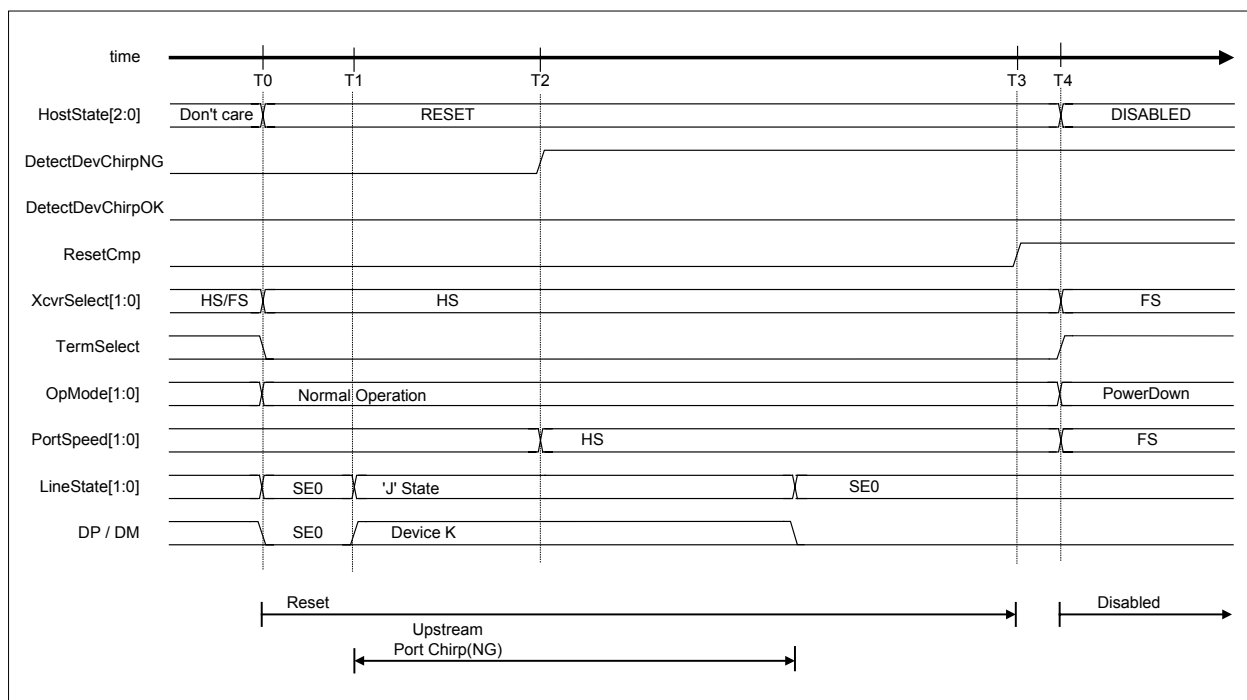 time
T0 T1 T2 T3 T4
HostState[2:0] Don't care RESET DISABLED
DetectDevChirpNG
DetectDevChirpOK
ResetCmp
XcvrSelect[1:0] HS/FS HS FS
TermSelect
OpMode[1:0] Normal Operation PowerDown
PortSpeed[1:0] HS FS
LineState[1:0] SE0 'J' State SE0
DP / DM SE0 Device K
Reset Disabled
Upstream
Port Chirp(NG)